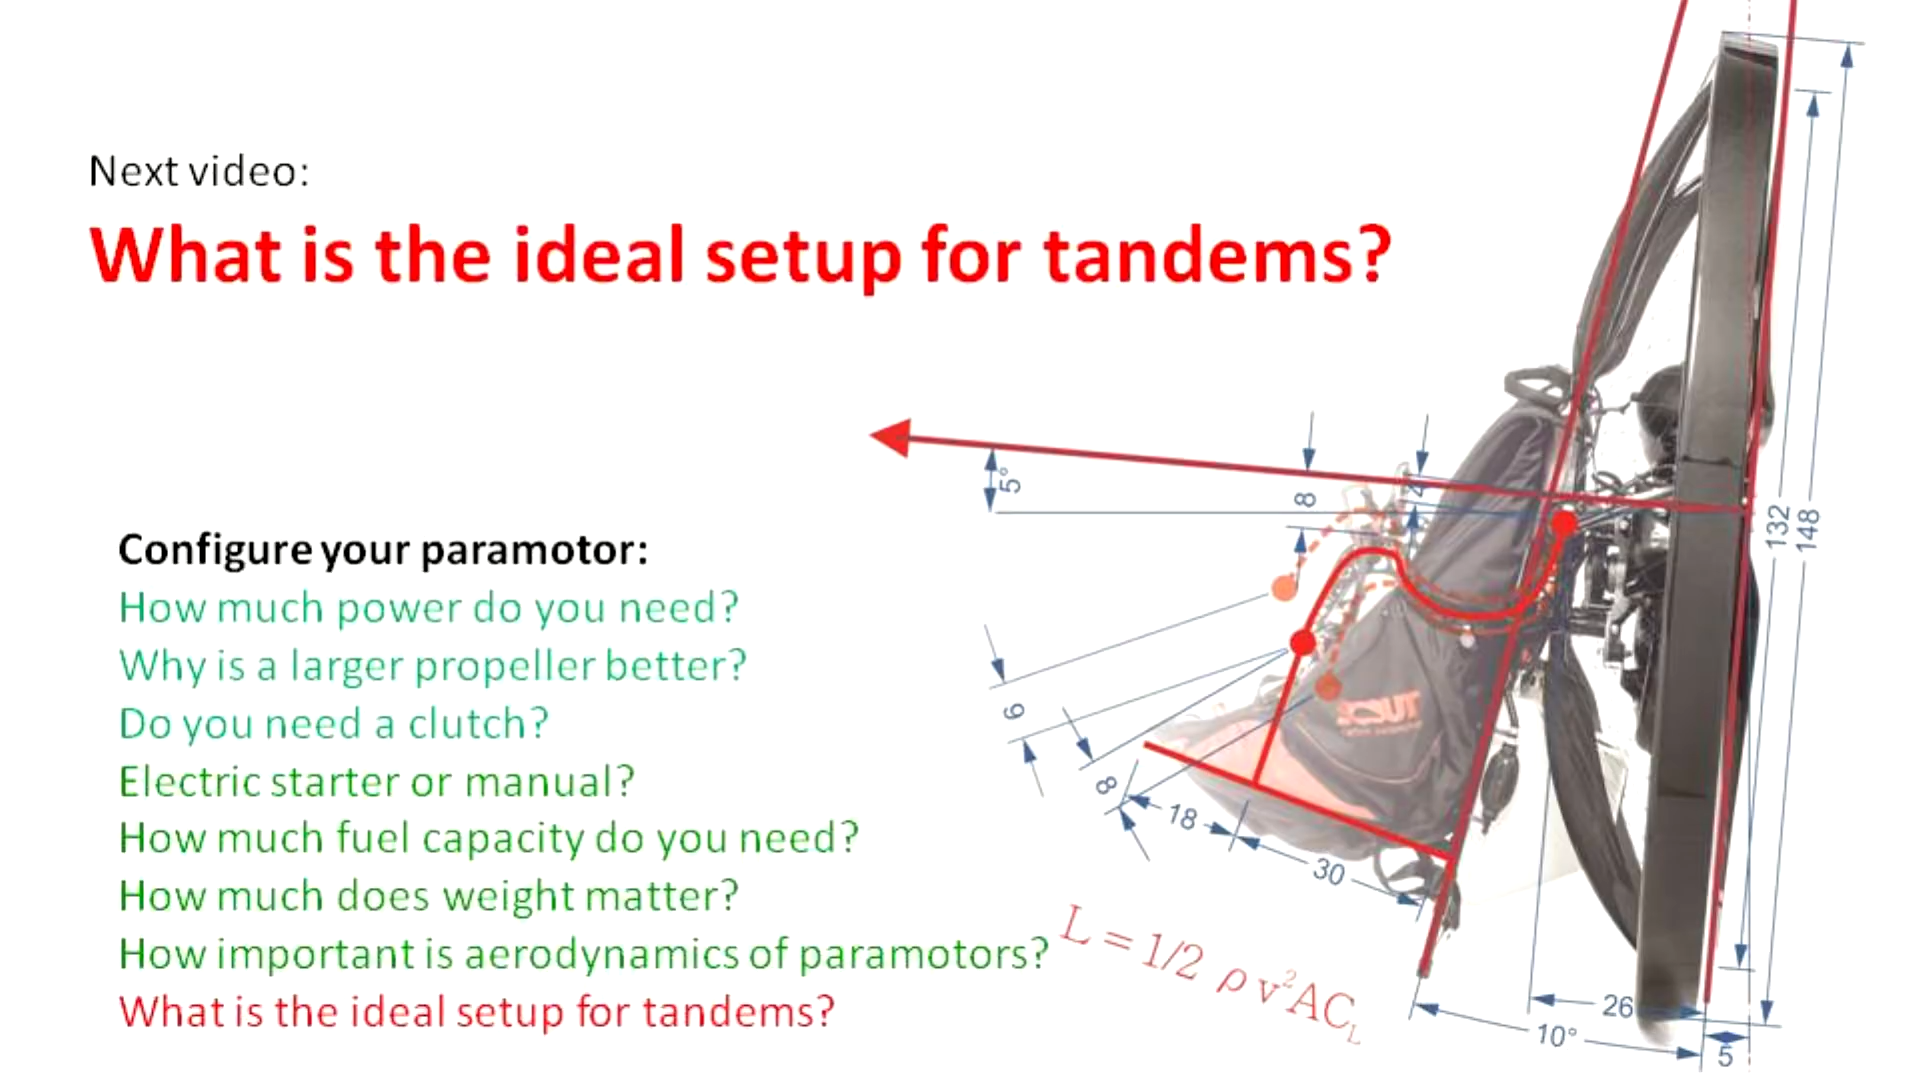 Next video:
What is the ideal setup for tandems?
Configure your paramotor:
How much power do you need?
Why is a larger propeller better?
Do you need a clutch?
Electric starter or manual?
How much fuel capacity do you need?
How much does weight matter?
How important is aerodynamics of paramotors?
What is the ideal setup for tandems?
5°
8
4
132
148
6
8
18
30
SCOUT
L = 1/2 ρ v²AC_L
26
10°
5